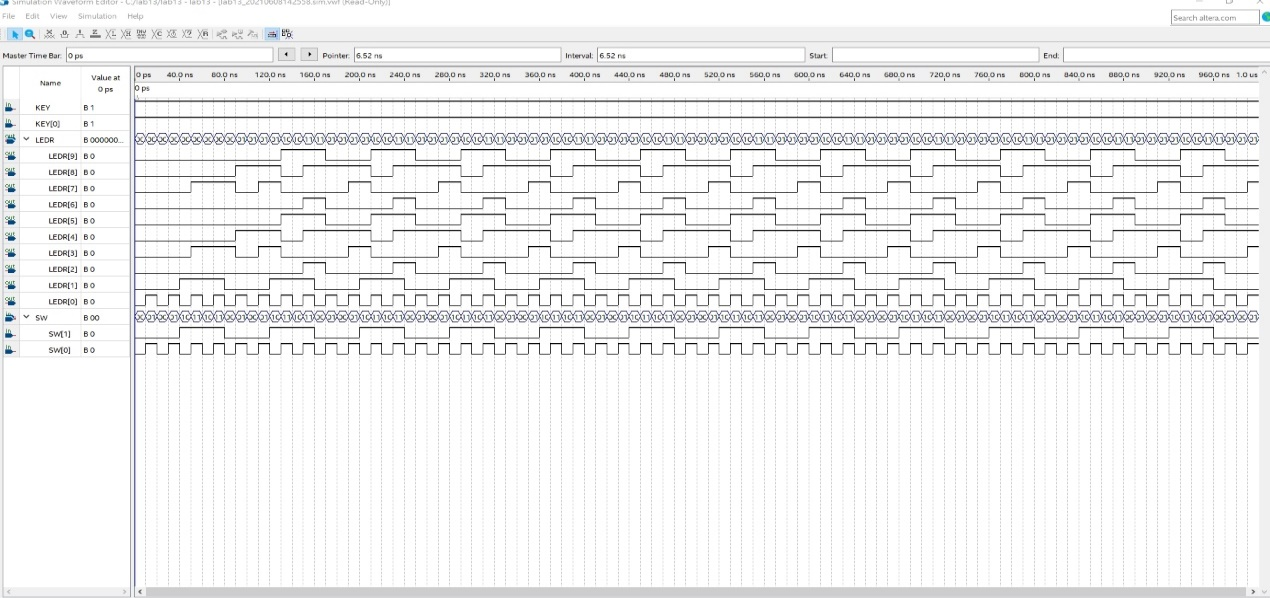 Simulation Waveform Editor - C:/lab13/lab13 - lab13 - [lab13_20210608142558.sim.vwf (Read-Only)]
File Edit View Simulation Help
Search altera.com
Master Time Bar: 0 ps Pointer: 6.52 ns Interval: 6.52 ns Start: End:
Name Value at 0 ps
0 ps 40.0 ns 80.0 ns 120.0 ns 160.0 ns 200.0 ns 240.0 ns 280.0 ns 320.0 ns 360.0 ns 400.0 ns 440.0 ns 480.0 ns 520.0 ns 560.0 ns 600.0 ns 640.0 ns 680.0 ns 720.0 ns 760.0 ns 800.0 ns 840.0 ns 880.0 ns 920.0 ns 960.0 ns 1.0 us
0 ps
KEY B 1
KEY[0] B 1
LEDR B 000000...
LEDR[9] B 0
LEDR[8] B 0
LEDR[7] B 0
LEDR[6] B 0
LEDR[5] B 0
LEDR[4] B 0
LEDR[3] B 0
LEDR[2] B 0
LEDR[1] B 0
LEDR[0] B 0
SW B 00
SW[1] B 0
SW[0] B 0